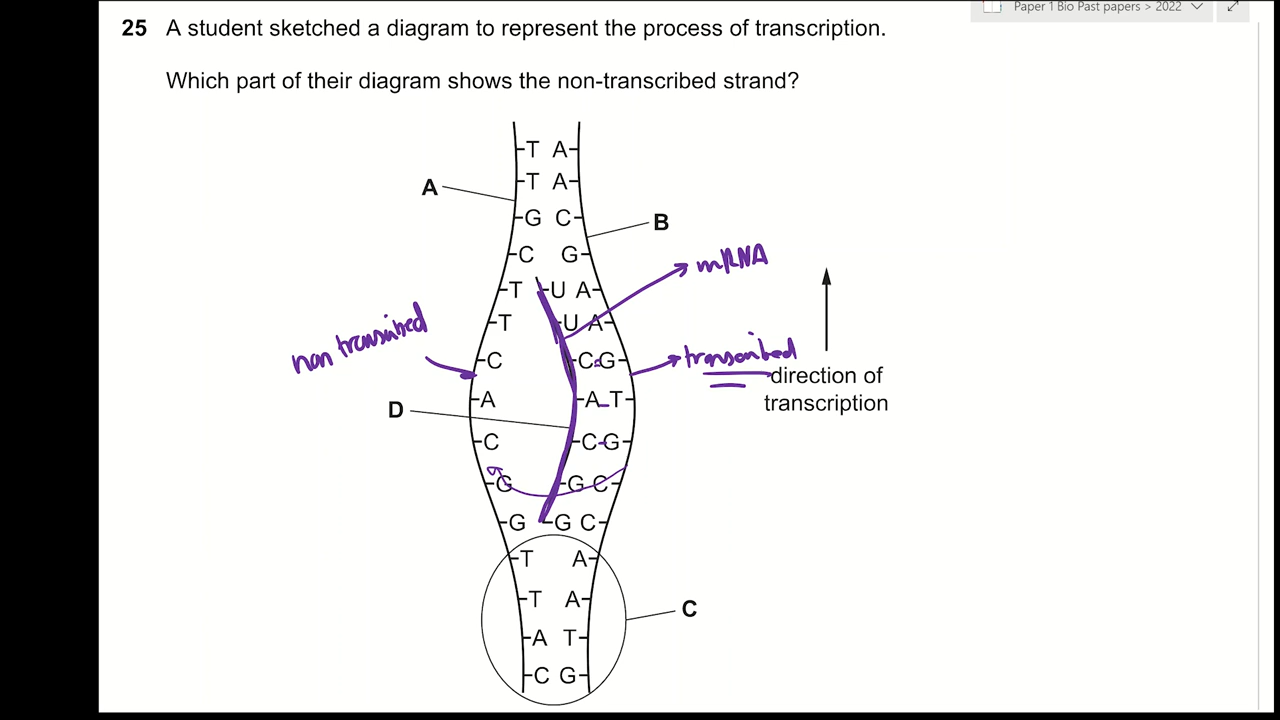 Paper 1 Bio Past papers > 2022
25 A student sketched a diagram to represent the process of transcription.
Which part of their diagram shows the non-transcribed strand?
T A
T A
A
G C
B
C G
mRNA
T U A
T U A
non transcribed
C C G
transcribed
direction of
transcription
A A T
D
C C G
G G C
G G C
T A
T A
C
A T
C G